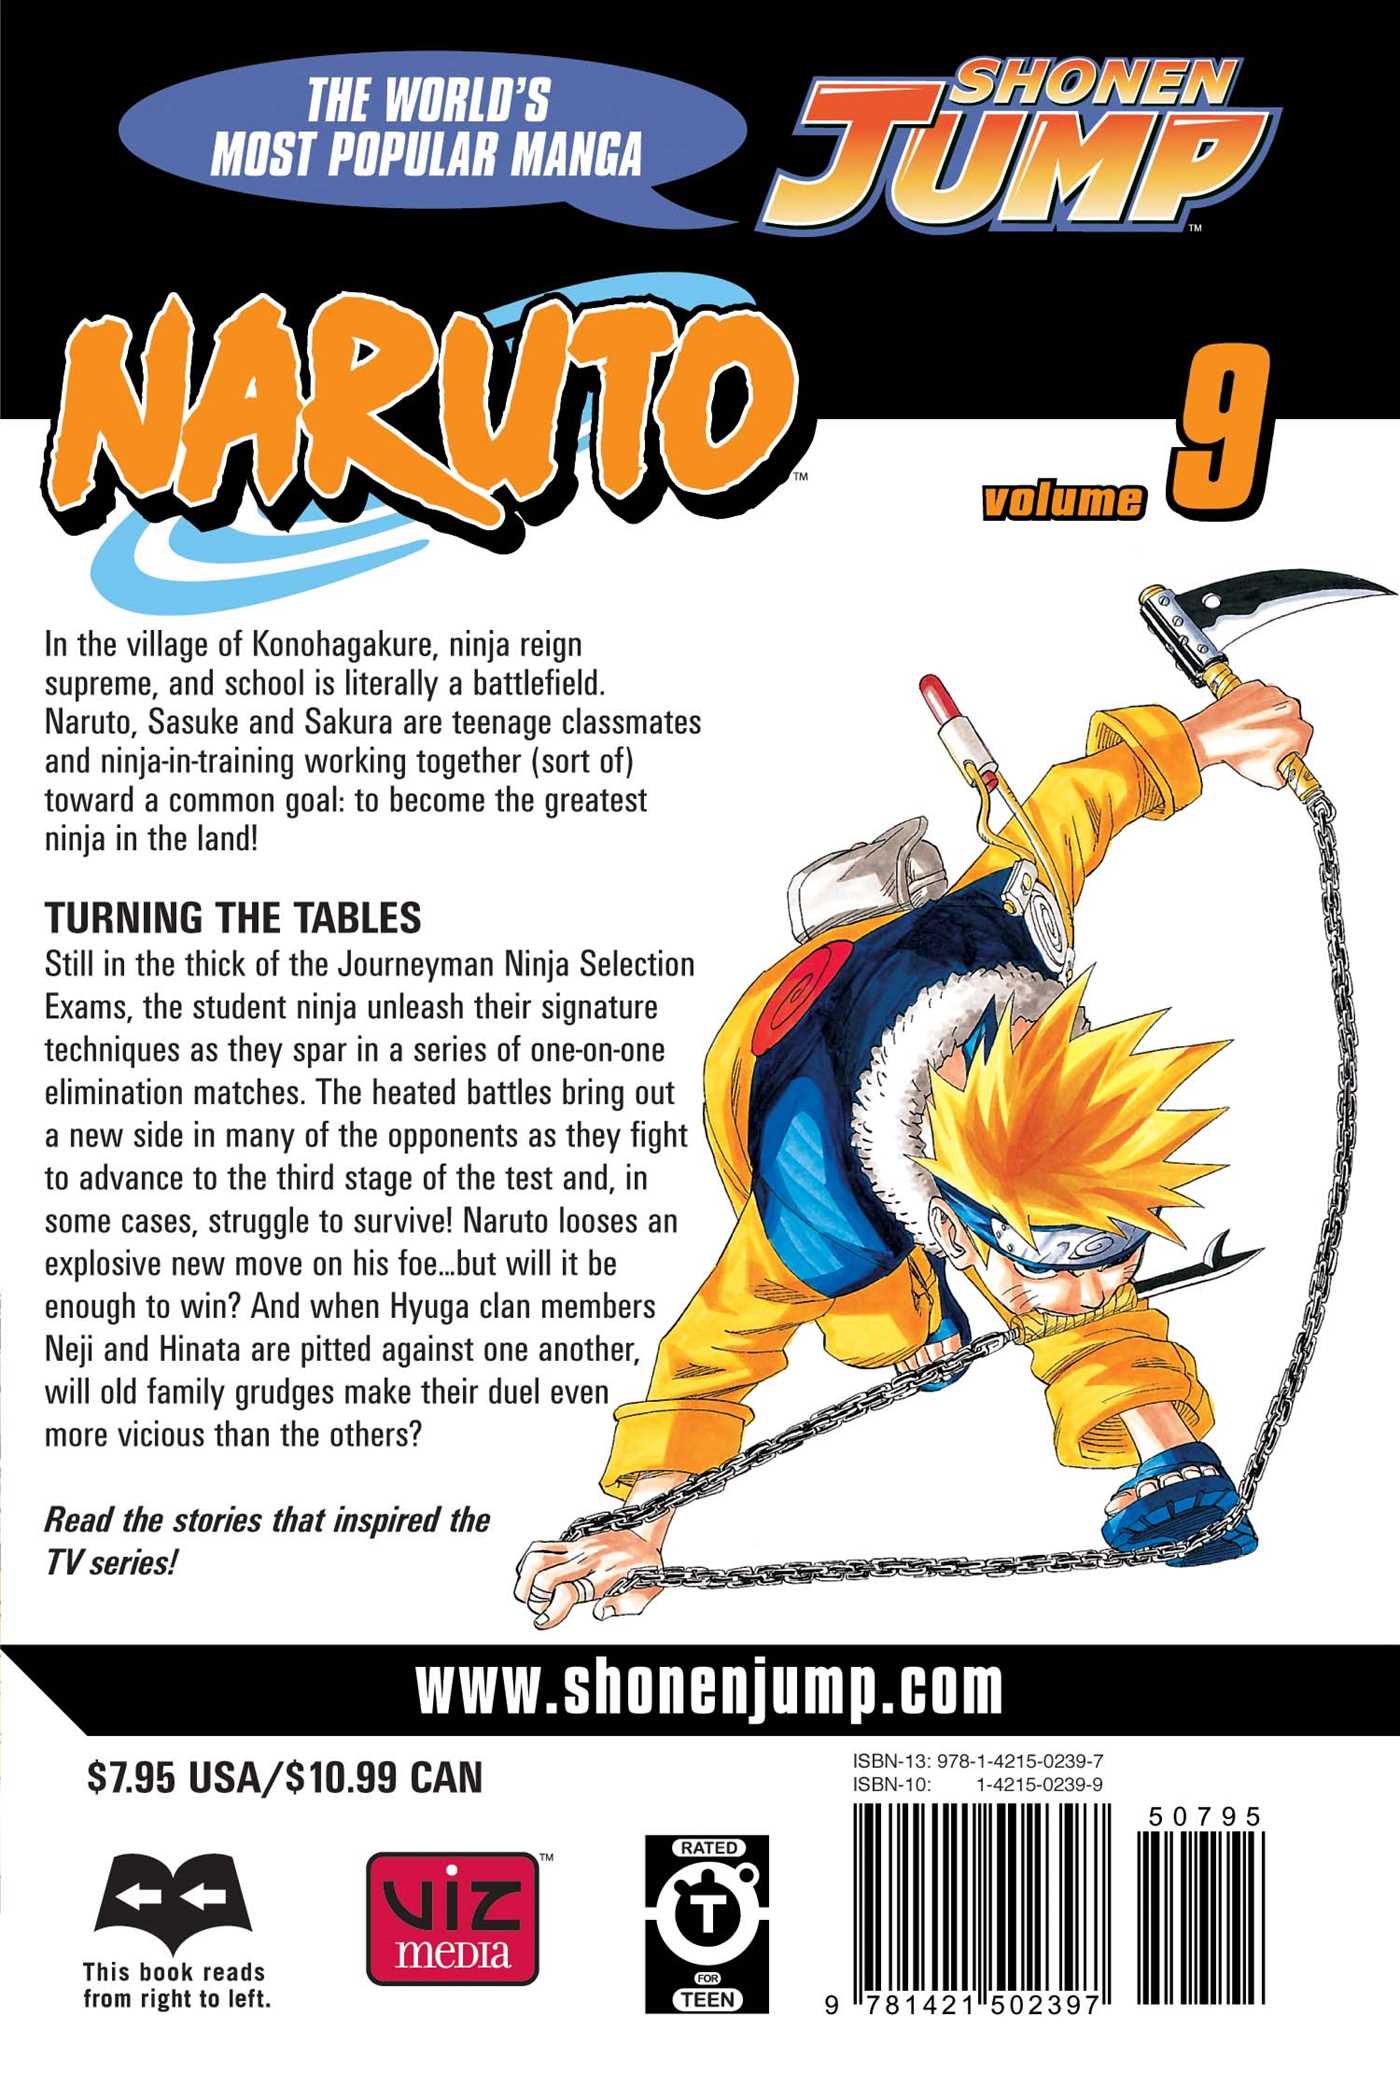 THE WORLD'S
MOST POPULAR MANGA
SHONEN
JUMP™
NARUTO™
volume 9
In the village of Konohagakure, ninja reign
supreme, and school is literally a battlefield.
Naruto, Sasuke and Sakura are teenage classmates
and ninja-in-training working together (sort of)
toward a common goal: to become the greatest
ninja in the land!
TURNING THE TABLES
Still in the thick of the Journeyman Ninja Selection
Exams, the student ninja unleash their signature
techniques as they spar in a series of one-on-one
elimination matches. The heated battles bring out
a new side in many of the opponents as they fight
to advance to the third stage of the test and, in
some cases, struggle to survive! Naruto looses an
explosive new move on his foe...but will it be
enough to win? And when Hyuga clan members
Neji and Hinata are pitted against one another,
will old family grudges make their duel even
more vicious than the others?
Read the stories that inspired the
TV series!
www.shonenjump.com
$7.95 USA/$10.99 CAN
This book reads
from right to left.
VIZ
MEDIA
™
RATED
T
FOR
TEEN
ISBN-13: 978-1-4215-0239-7
ISBN-10: 1-4215-0239-9
50795
9 781421 502397